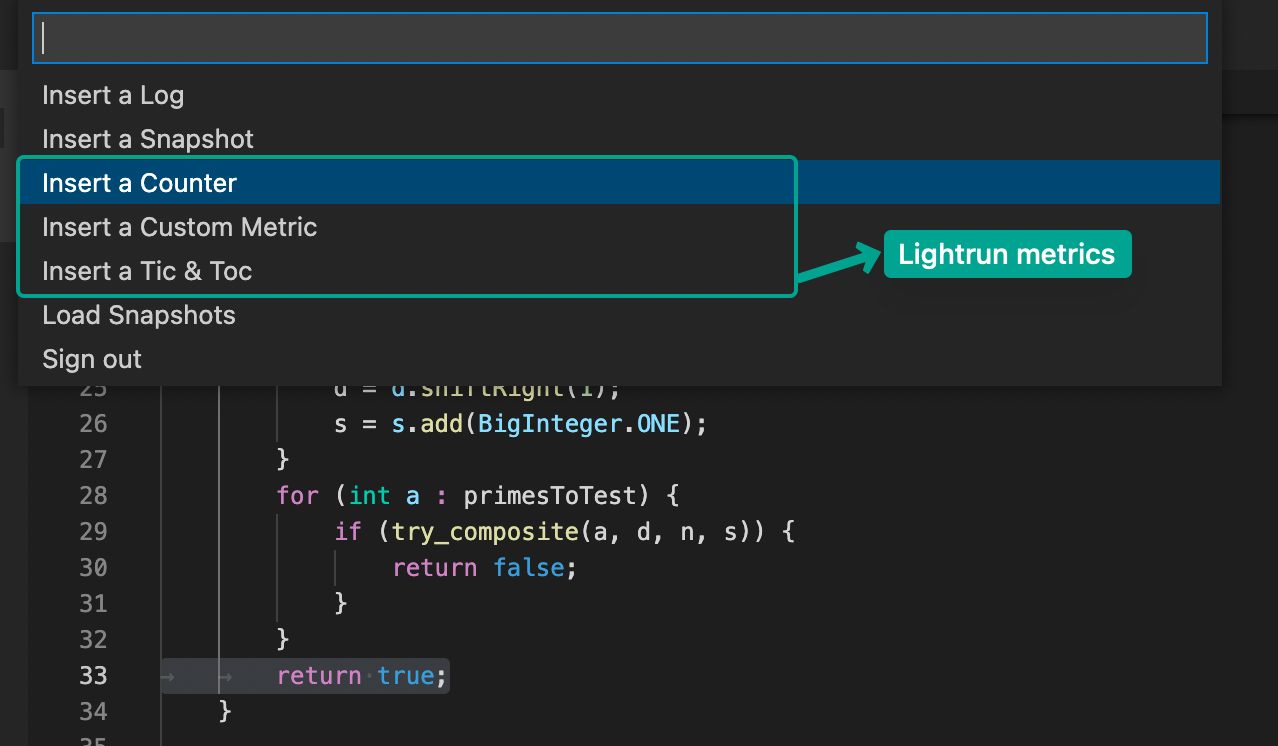 Insert a Log
Insert a Snapshot
Insert a Counter
Insert a Custom Metric
Insert a Tic & Toc
Lightrun metrics
Load Snapshots
Sign out
25 d = d.shiftRight(1);
26 s = s.add(BigInteger.ONE);
27 }
28 for (int a : primesToTest) {
29 if (try_composite(a, d, n, s)) {
30 return false;
31 }
32 }
33 return true;
34 }
35